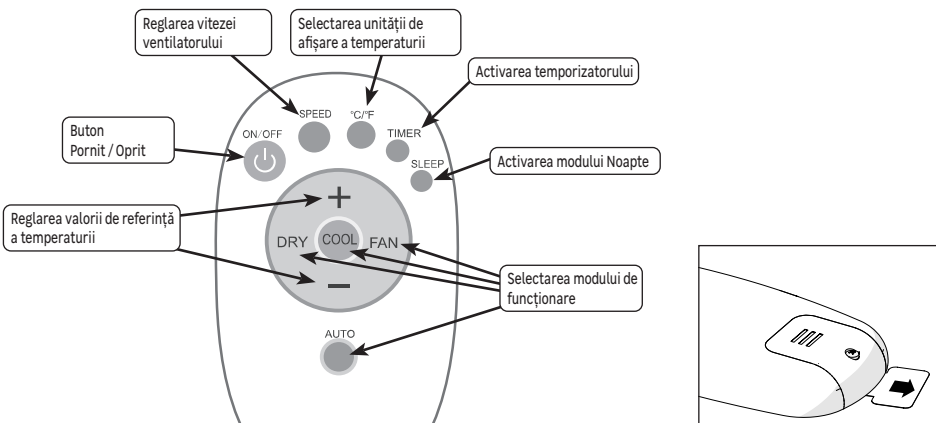 Reglarea vitezei
ventilatorului
Selectarea unității de
afișare a temperaturii
Activarea temporizatorului
SPEED
°C/°F
Buton
Pornit / Oprit
ON/OFF
TIMER
SLEEP
Activarea modului Noapte
Reglarea valorii de referință
a temperaturii
+
DRY
COOL
FAN
−
Selectarea modului de
funcționare
AUTO